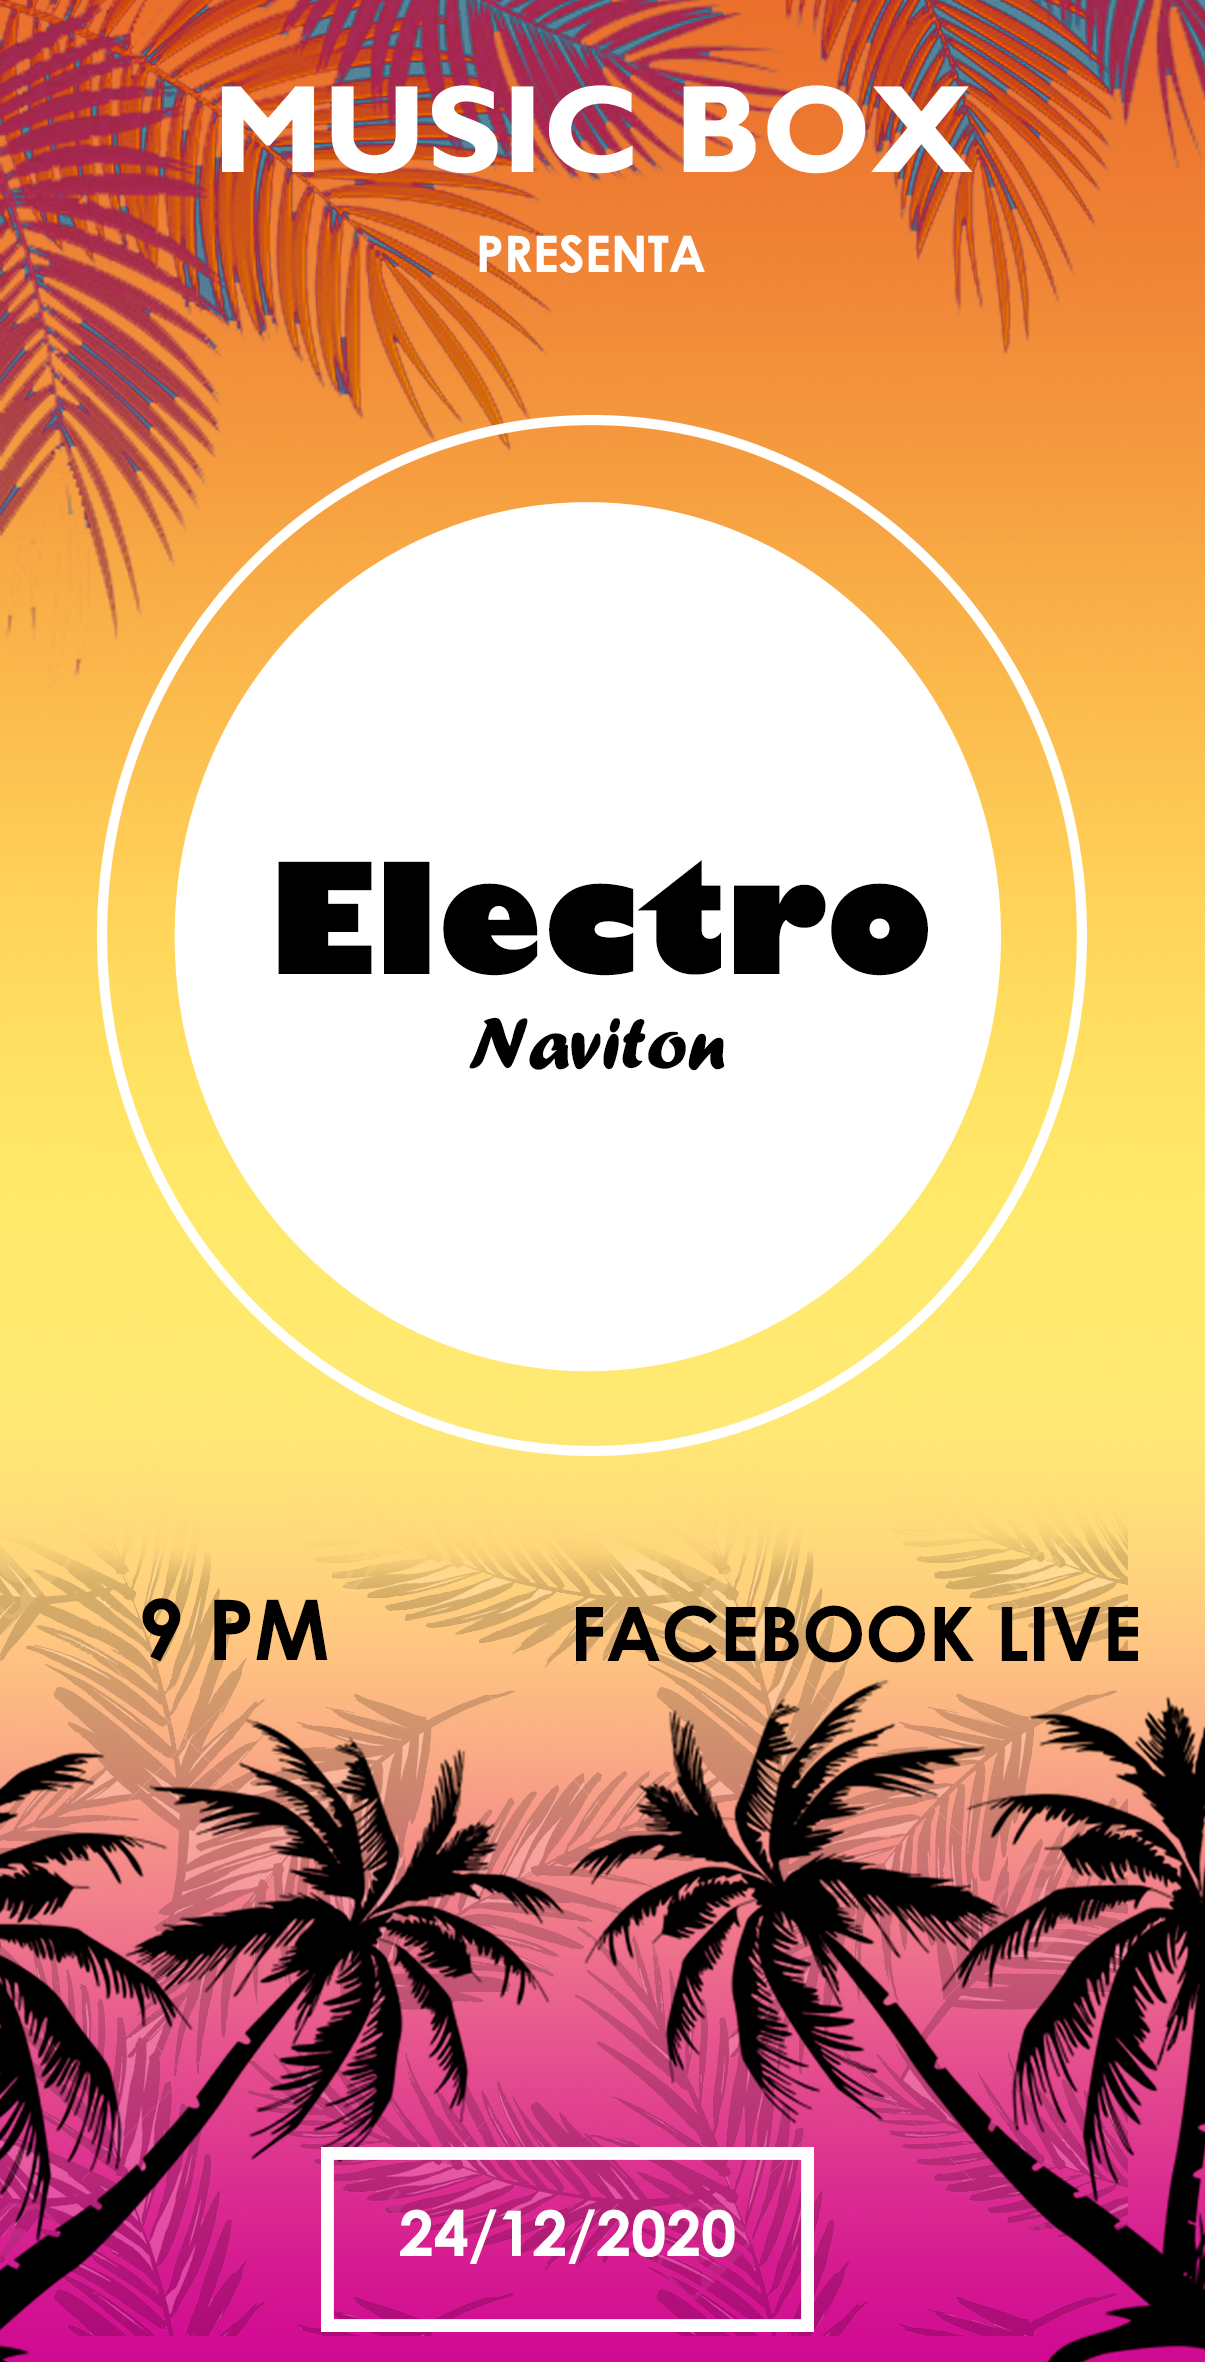 MUSIC BOX
PRESENTA
Electro
Naviton
9 PM
FACEBOOK LIVE
24/12/2020